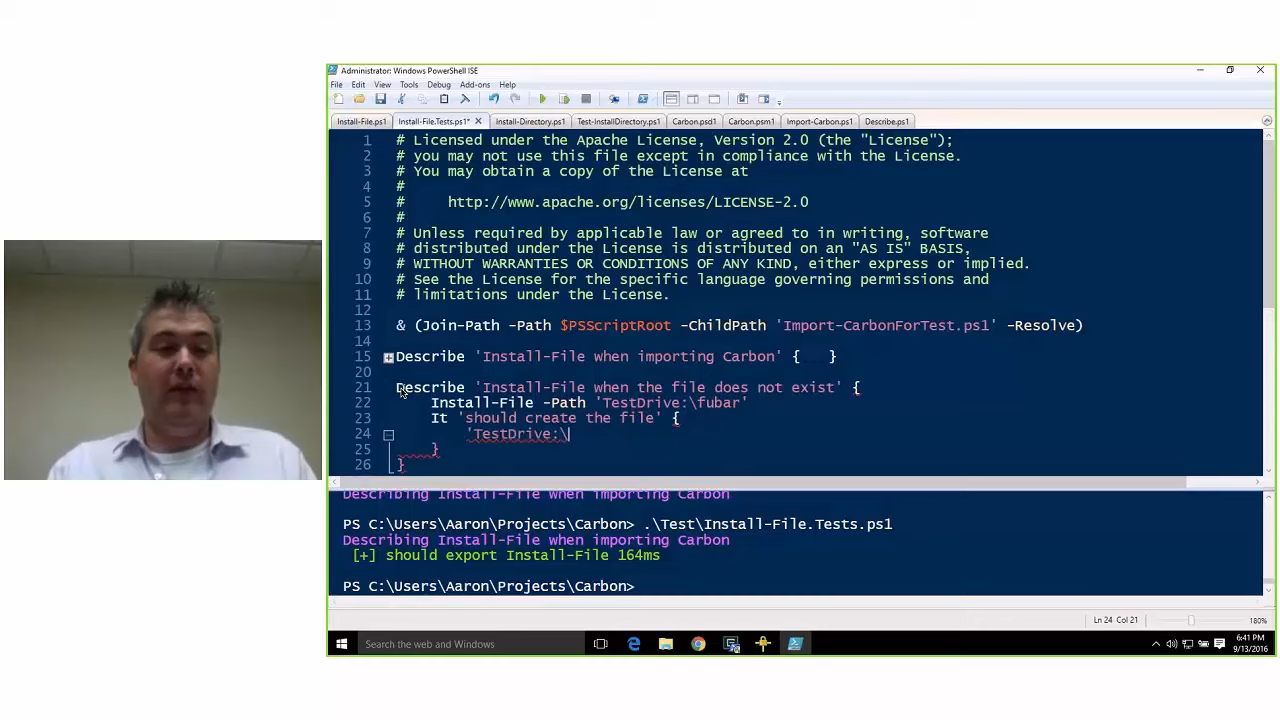 Administrator: Windows PowerShell ISE
File Edit View Tools Debug Add-ons Help
Install-File.ps1 Install-File.Tests.ps1* Install-Directory.ps1 Test-InstallDirectory.ps1 Carbon.psd1 Carbon.psm1 Import-Carbon.ps1 Describe.ps1
1 # Licensed under the Apache License, Version 2.0 (the "License");
2 # you may not use this file except in compliance with the License.
3 # You may obtain a copy of the License at
4 #
5 #     http://www.apache.org/licenses/LICENSE-2.0
6 #
7 # Unless required by applicable law or agreed to in writing, software
8 # distributed under the License is distributed on an "AS IS" BASIS,
9 # WITHOUT WARRANTIES OR CONDITIONS OF ANY KIND, either express or implied.
10 # See the License for the specific language governing permissions and
11 # limitations under the License.
12
13 & (Join-Path -Path $PSScriptRoot -ChildPath 'Import-CarbonForTest.ps1' -Resolve)
14
15 Describe 'Install-File when importing Carbon' { ... }
20
21 Describe 'Install-File when the file does not exist' {
22     Install-File -Path 'TestDrive:\fubar'
23     It 'should create the file' {
24         'TestDrive:\
25     }
26 }
Describing Install-File when importing Carbon
PS C:\Users\Aaron\Projects\Carbon> .\Test\Install-File.Tests.ps1
Describing Install-File when importing Carbon
[+] should export Install-File 164ms
PS C:\Users\Aaron\Projects\Carbon>
Ln 24 Col 21 180%
Search the web and Windows
6:41 PM
9/13/2016